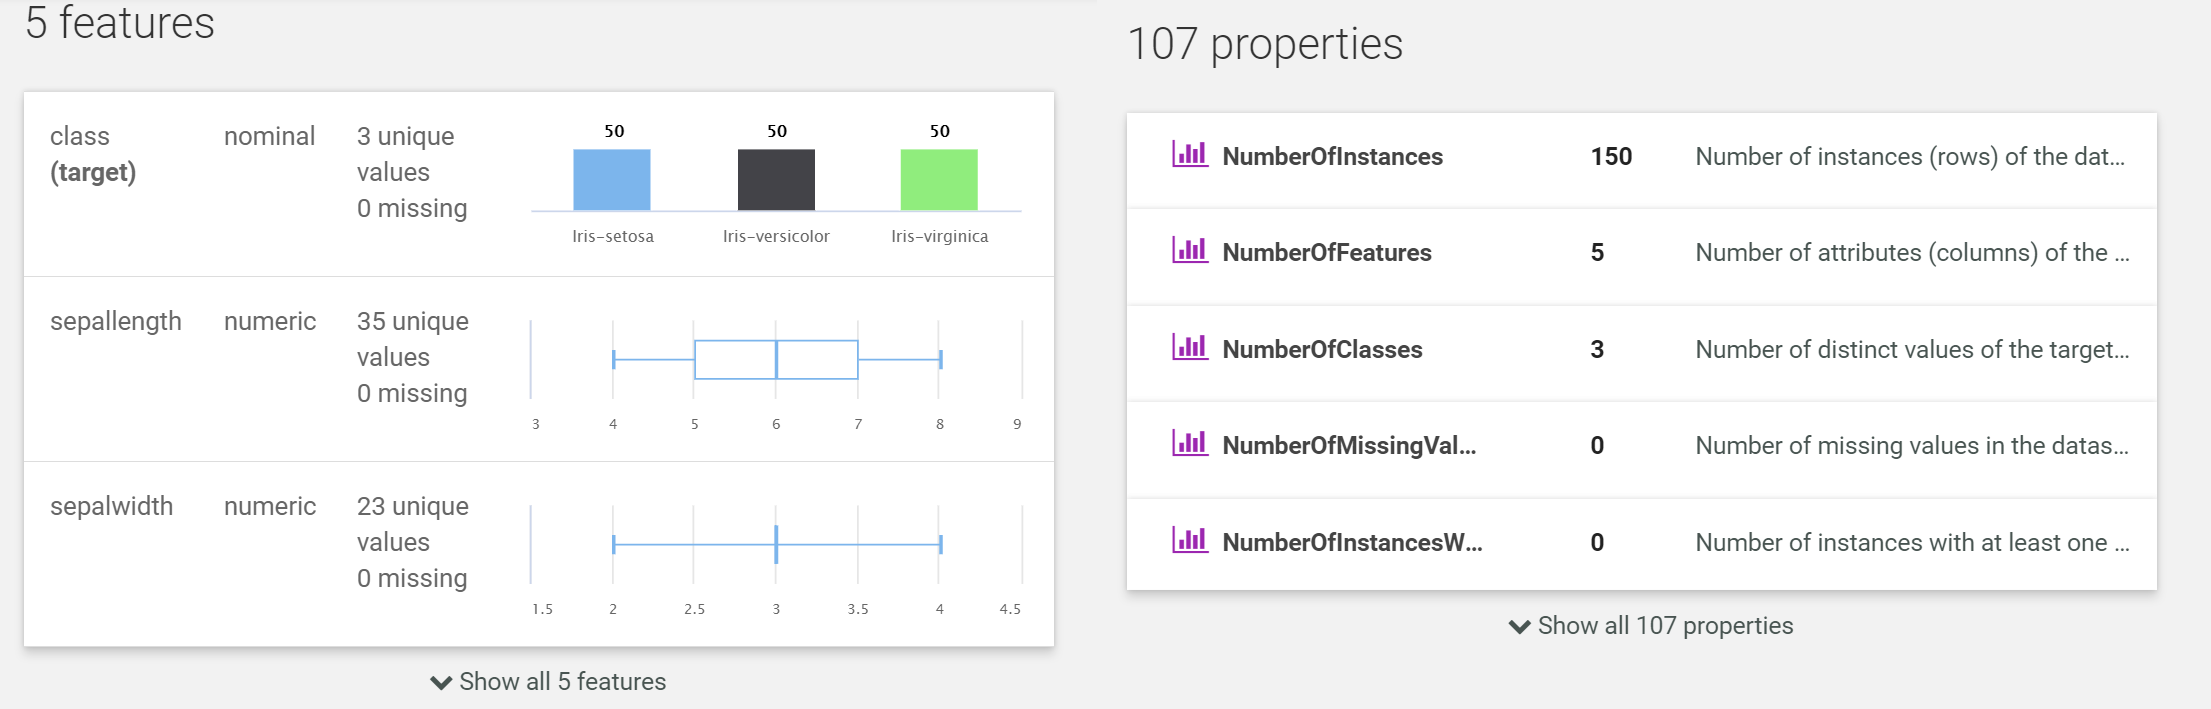 5 features
class nominal 3 unique
(target) values
0 missing
50 50 50
Iris-setosa Iris-versicolor Iris-virginica
sepallength numeric 35 unique
values
0 missing
3 4 5 6 7 8 9
sepalwidth numeric 23 unique
values
0 missing
1.5 2 2.5 3 3.5 4 4.5
Show all 5 features
107 properties
NumberOfInstances 150 Number of instances (rows) of the dat...
NumberOfFeatures 5 Number of attributes (columns) of the ...
NumberOfClasses 3 Number of distinct values of the target...
NumberOfMissingVal... 0 Number of missing values in the datas...
NumberOfInstancesW... 0 Number of instances with at least one ...
Show all 107 properties